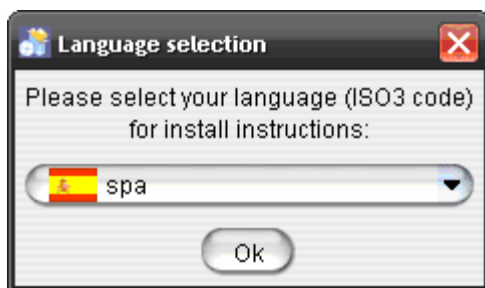 Language selection
Please select your language (ISO3 code)
for install instructions:
spa
Ok